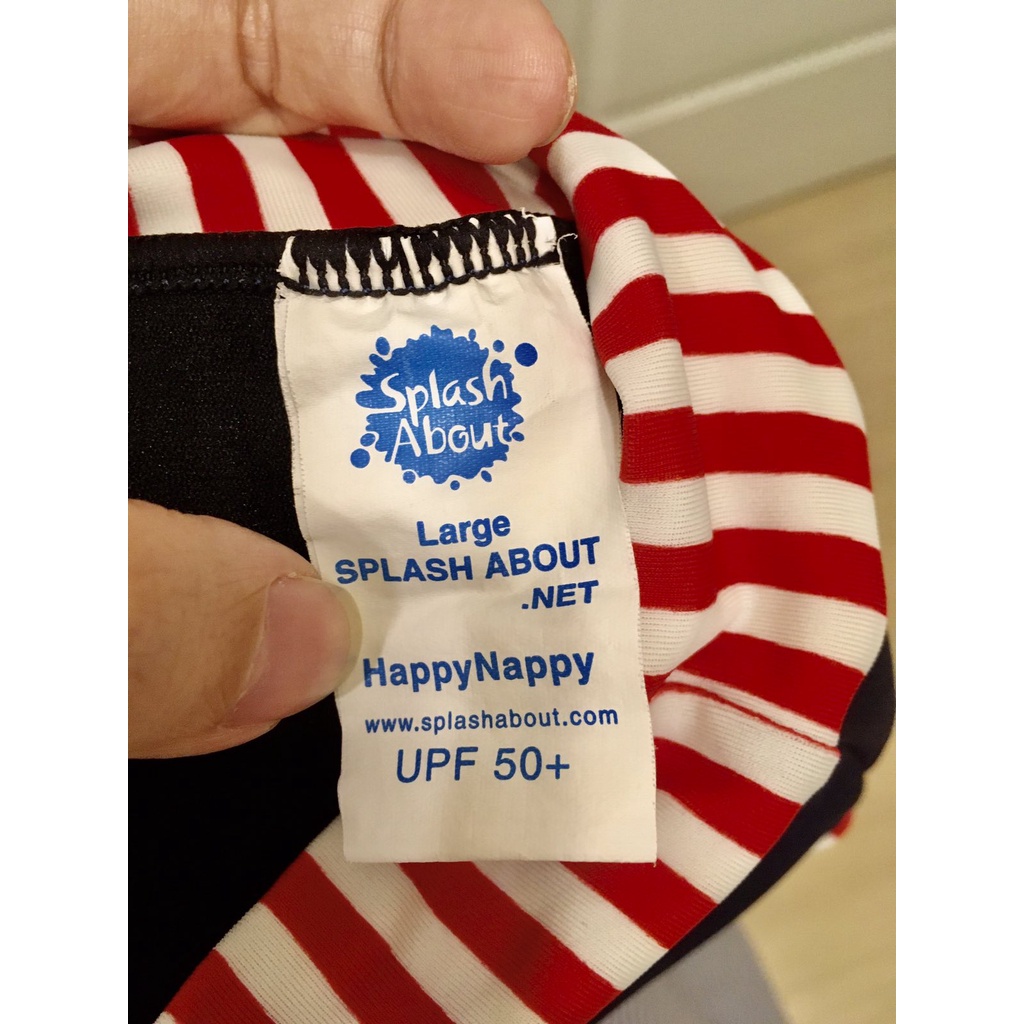 Splash
About
Large
SPLASH ABOUT
.NET
HappyNappy
www.splashabout.com
UPF 50+